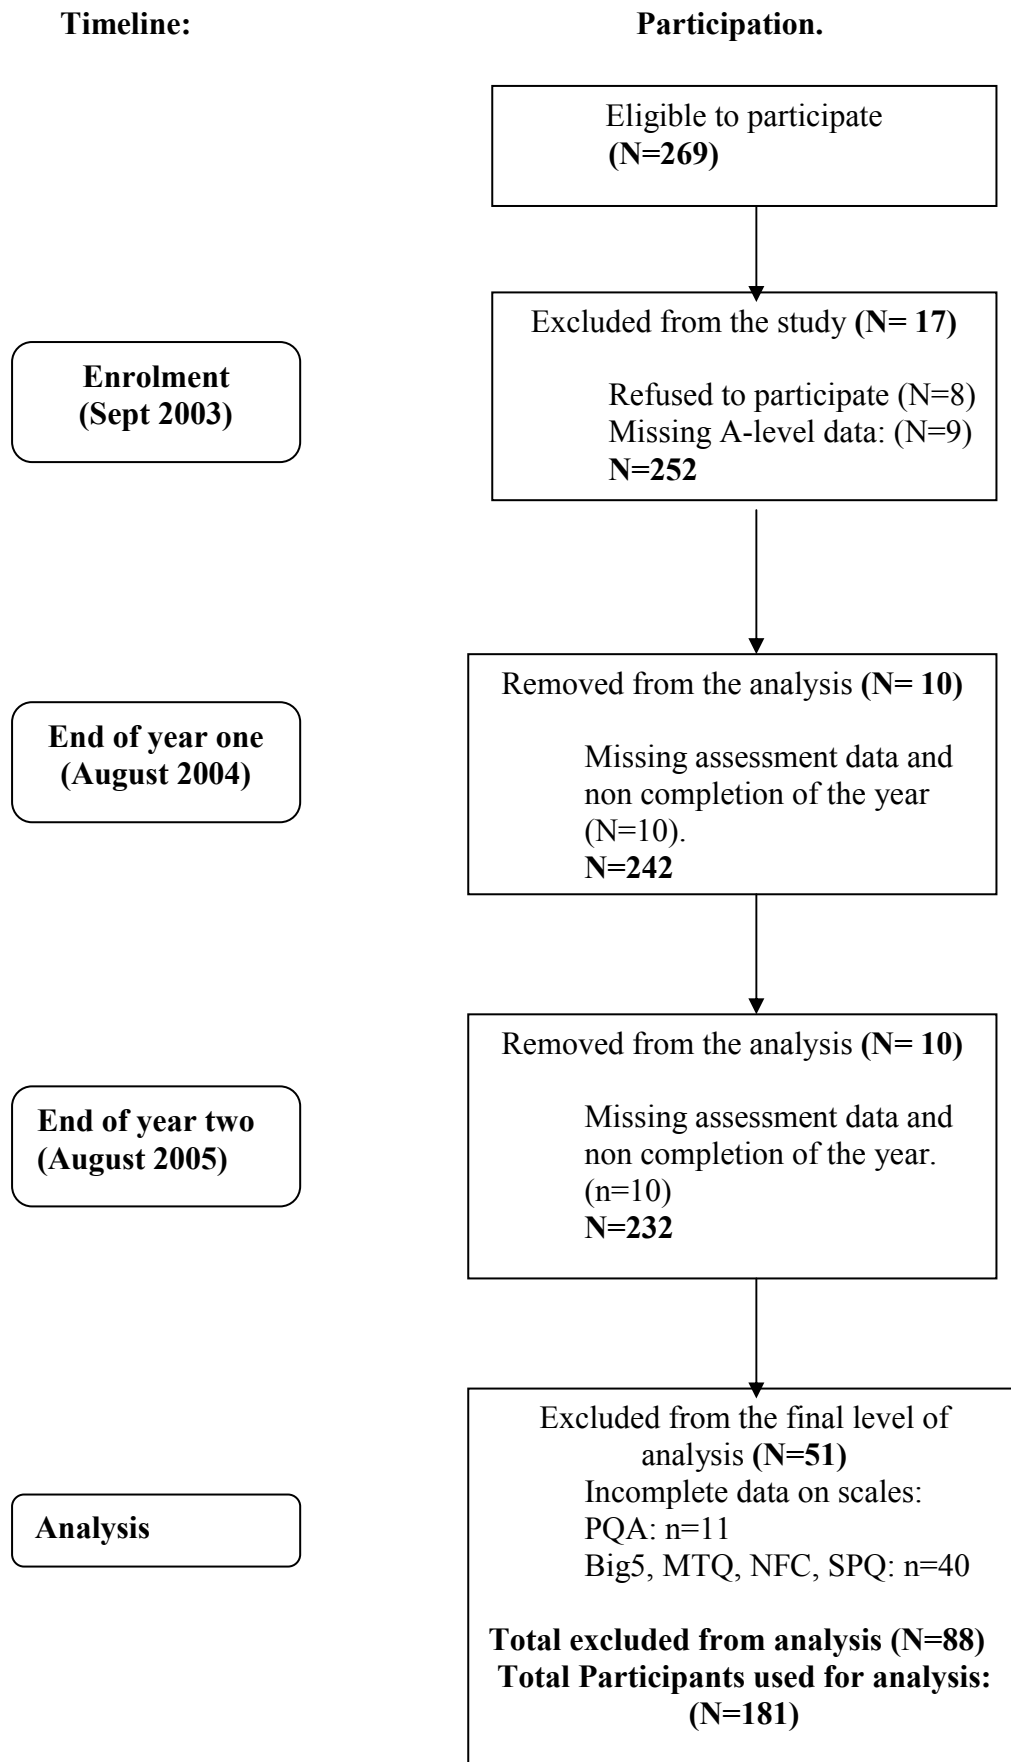 Timeline:
Participation.
Eligible to participate
(N=269)
Excluded from the study (N= 17)
Refused to participate (N=8)
Missing A-level data: (N=9)
N=252
Enrolment
(Sept 2003)
Removed from the analysis (N= 10)
Missing assessment data and
non completion of the year
(N=10).
N=242
End of year one
(August 2004)
Removed from the analysis (N= 10)
Missing assessment data and
non completion of the year.
(n=10)
N=232
End of year two
(August 2005)
Excluded from the final level of
analysis (N=51)
Incomplete data on scales:
PQA: n=11
Big5, MTQ, NFC, SPQ: n=40
Total excluded from analysis (N=88)
Total Participants used for analysis:
(N=181)
Analysis